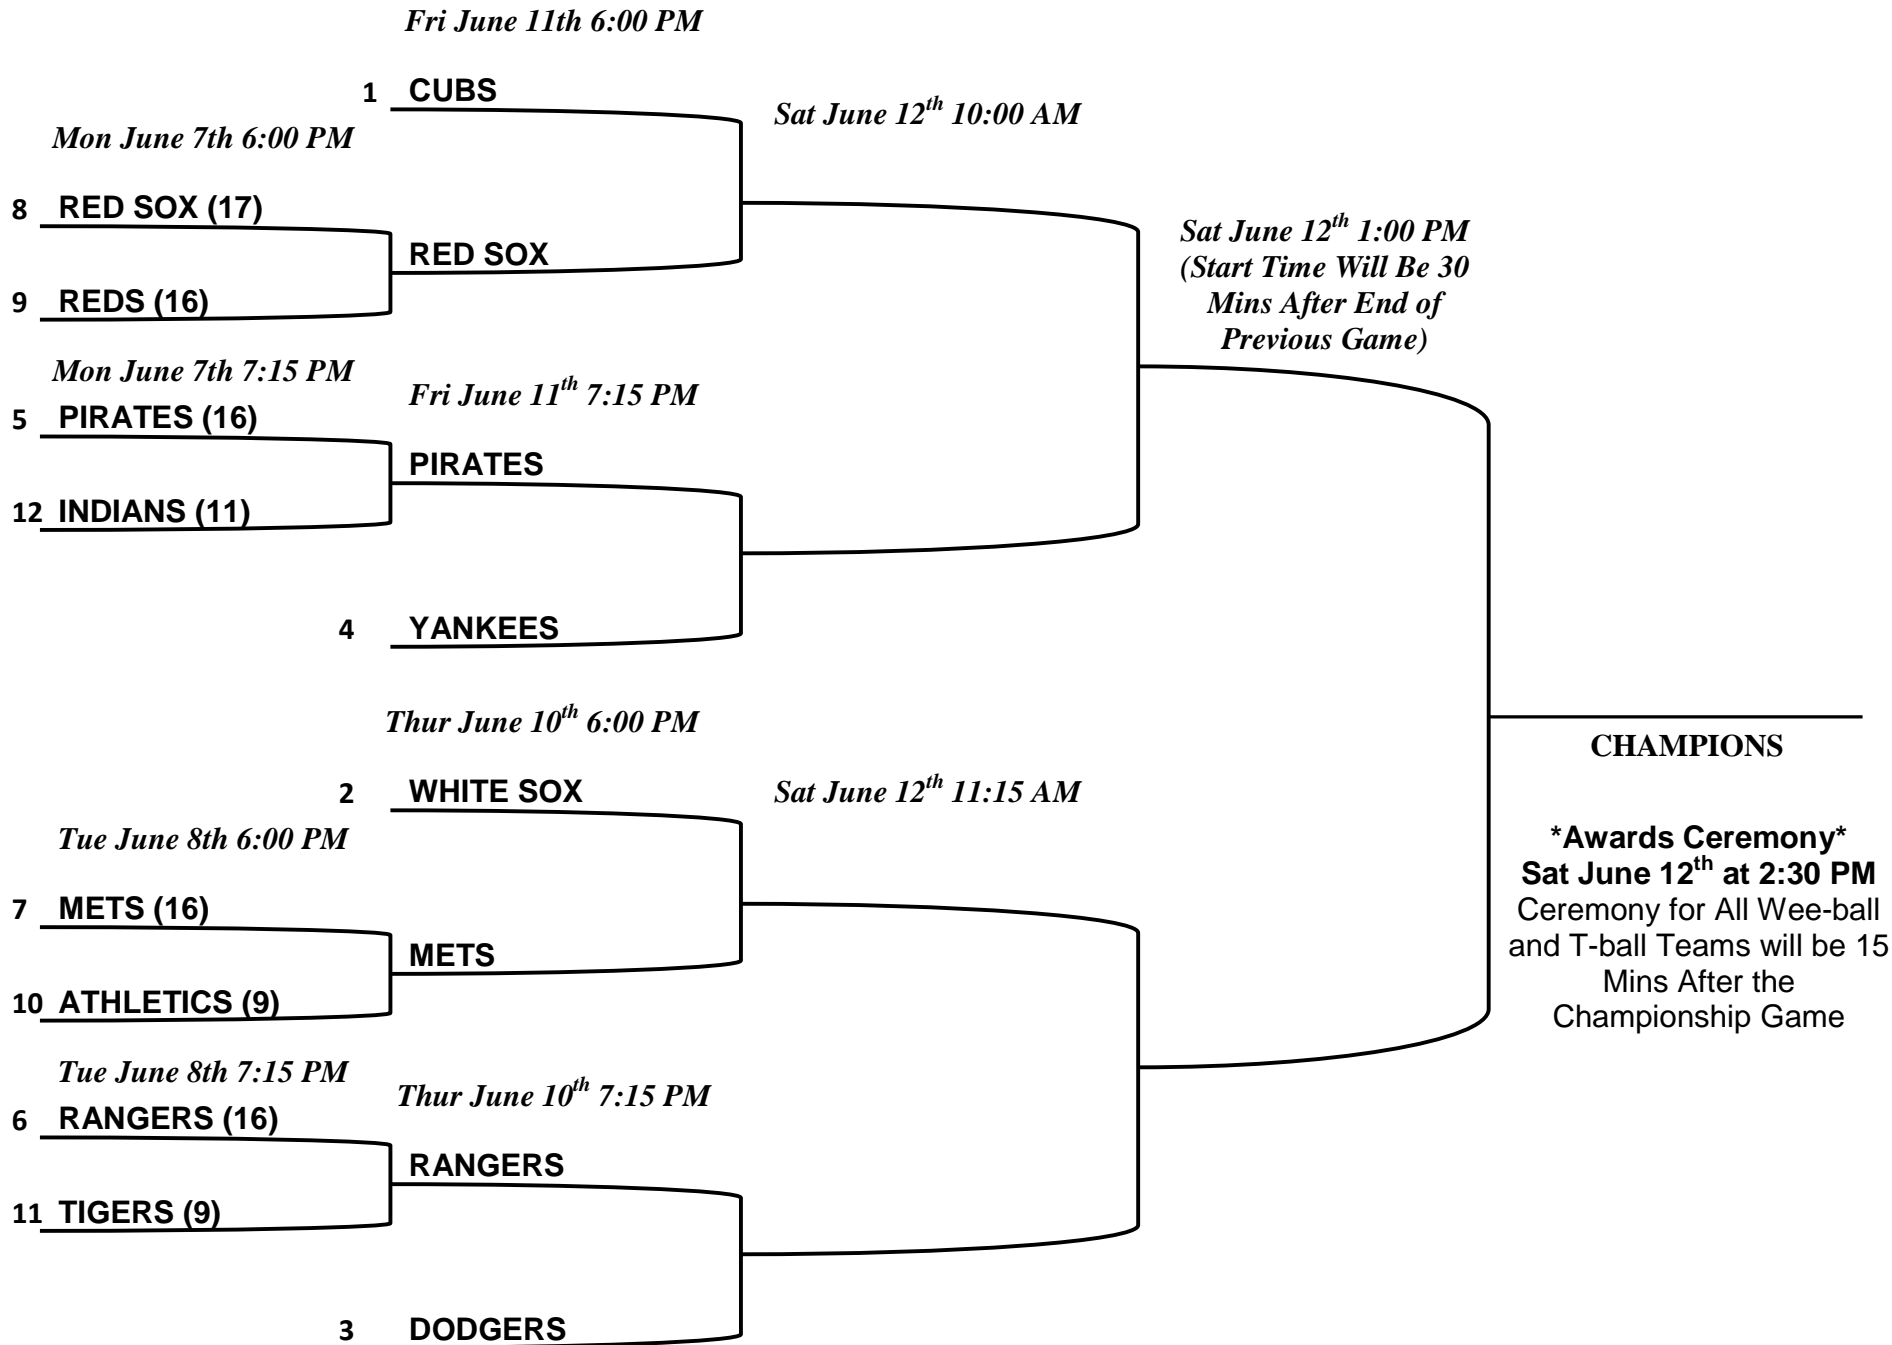 Fri June 11th 6:00 PM
1 CUBS
Sat June 12th 10:00 AM
Mon June 7th 6:00 PM
8 RED SOX (17)
RED SOX
9 REDS (16)
Sat June 12th 1:00 PM
(Start Time Will Be 30
Mins After End of
Previous Game)
Mon June 7th 7:15 PM
Fri June 11th 7:15 PM
5 PIRATES (16)
PIRATES
12 INDIANS (11)
4 YANKEES
Thur June 10th 6:00 PM
2 WHITE SOX
Sat June 12th 11:15 AM
Tue June 8th 6:00 PM
7 METS (16)
METS
10 ATHLETICS (9)
Tue June 8th 7:15 PM
Thur June 10th 7:15 PM
6 RANGERS (16)
RANGERS
11 TIGERS (9)
3 DODGERS
CHAMPIONS
*Awards Ceremony*
Sat June 12th at 2:30 PM
Ceremony for All Wee-ball
and T-ball Teams will be 15
Mins After the
Championship Game